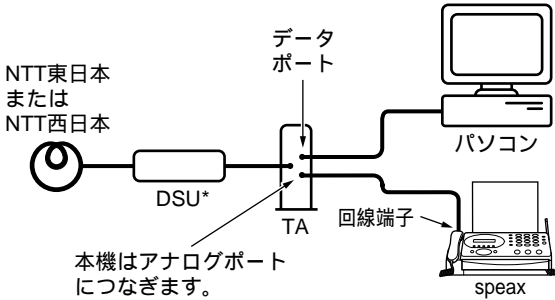 データ
ポート
NTT東日本
または
NTT西日本
パソコン
DSU*
TA
回線端子
本機はアナログポート
につなぎます。
speax